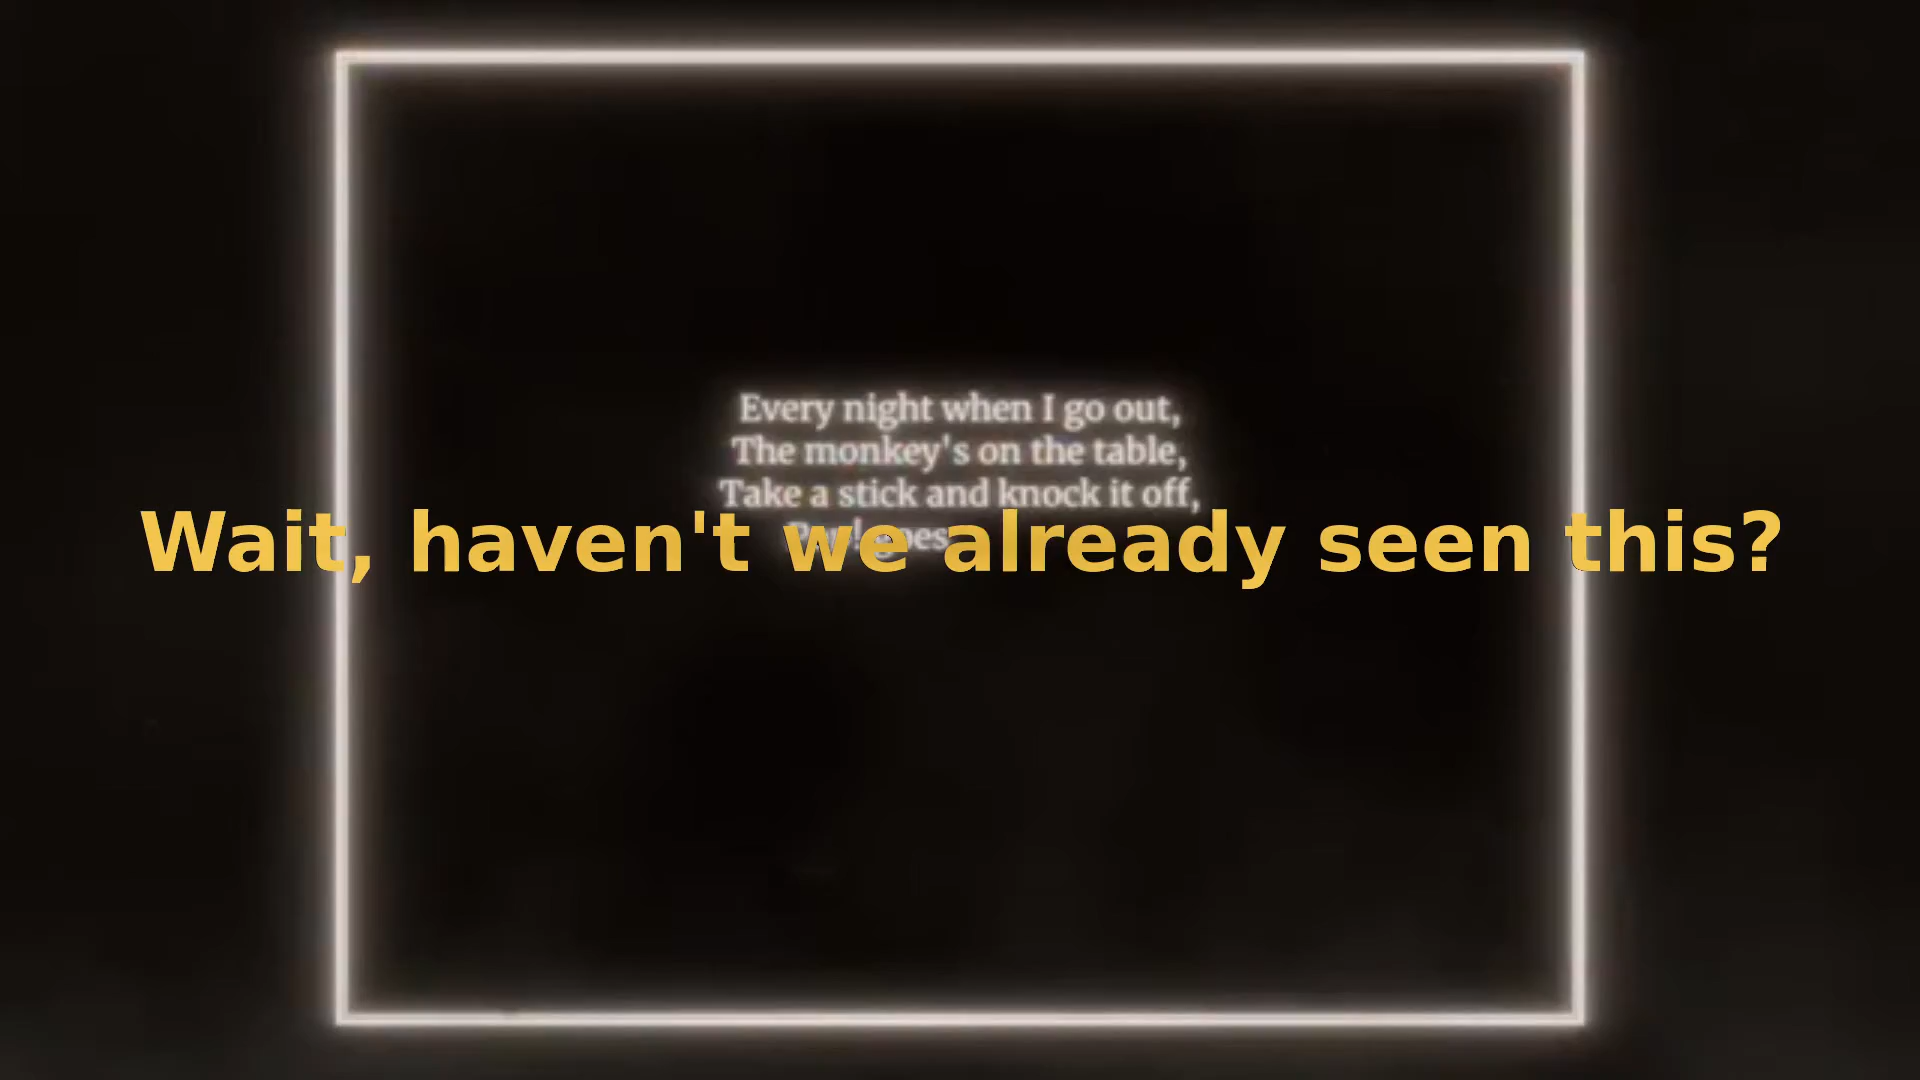 Every night when I go out,
The monkey's on the table,
Take a stick and knock it off,
Wait, haven't we already seen this?